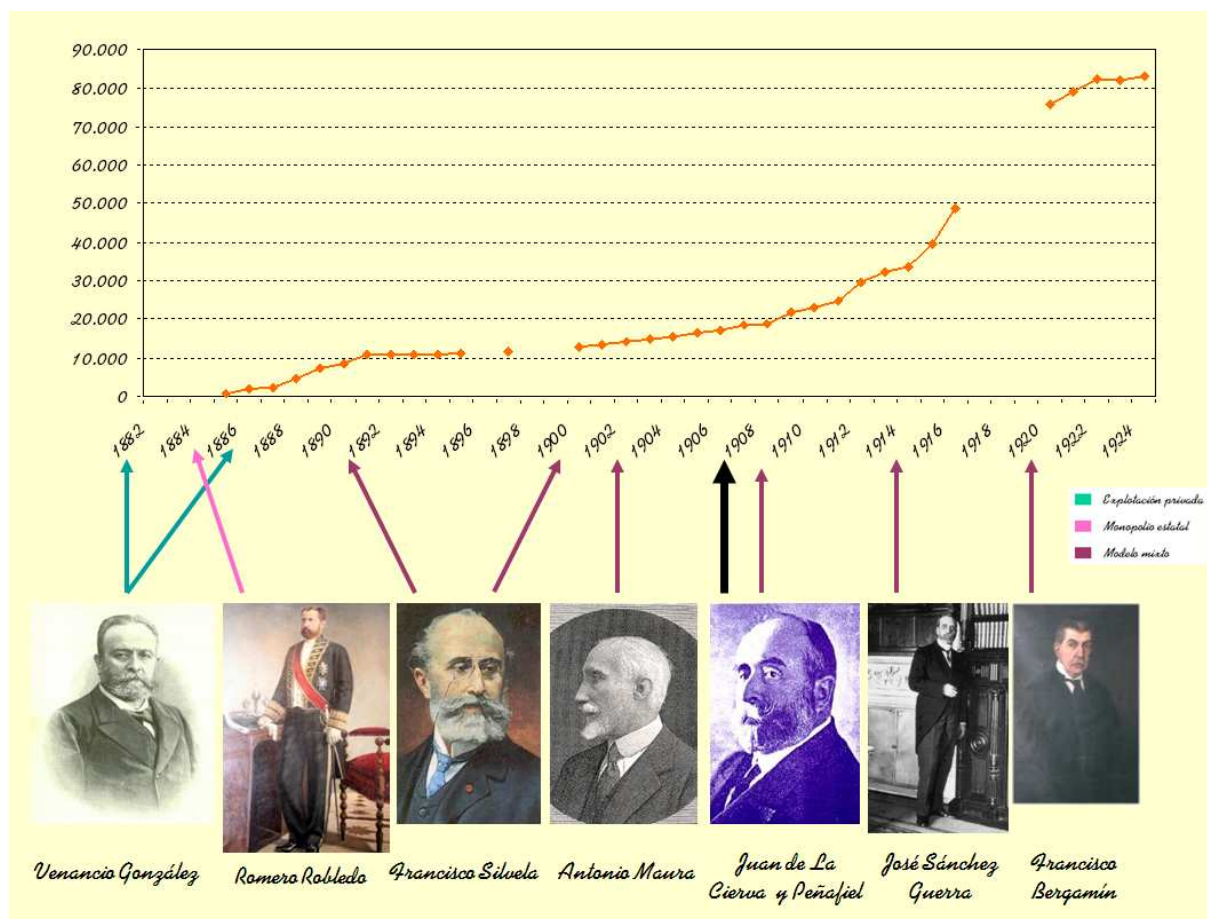 90.000
80.000
70.000
60.000
50.000
40.000
30.000
20.000
10.000
0
1882
1884
1886
1888
1890
1892
1894
1896
1898
1900
1902
1904
1906
1908
1910
1912
1914
1916
1918
1920
1922
1924
Explotación privada
Monopolio estatal
Modelo mixto
Venancio González
Romero Robledo
Francisco Silvela
Antonio Maura
Juan de La
Cierva y Peñafiel
José Sánchez
Guerra
Francisco
Bergamín